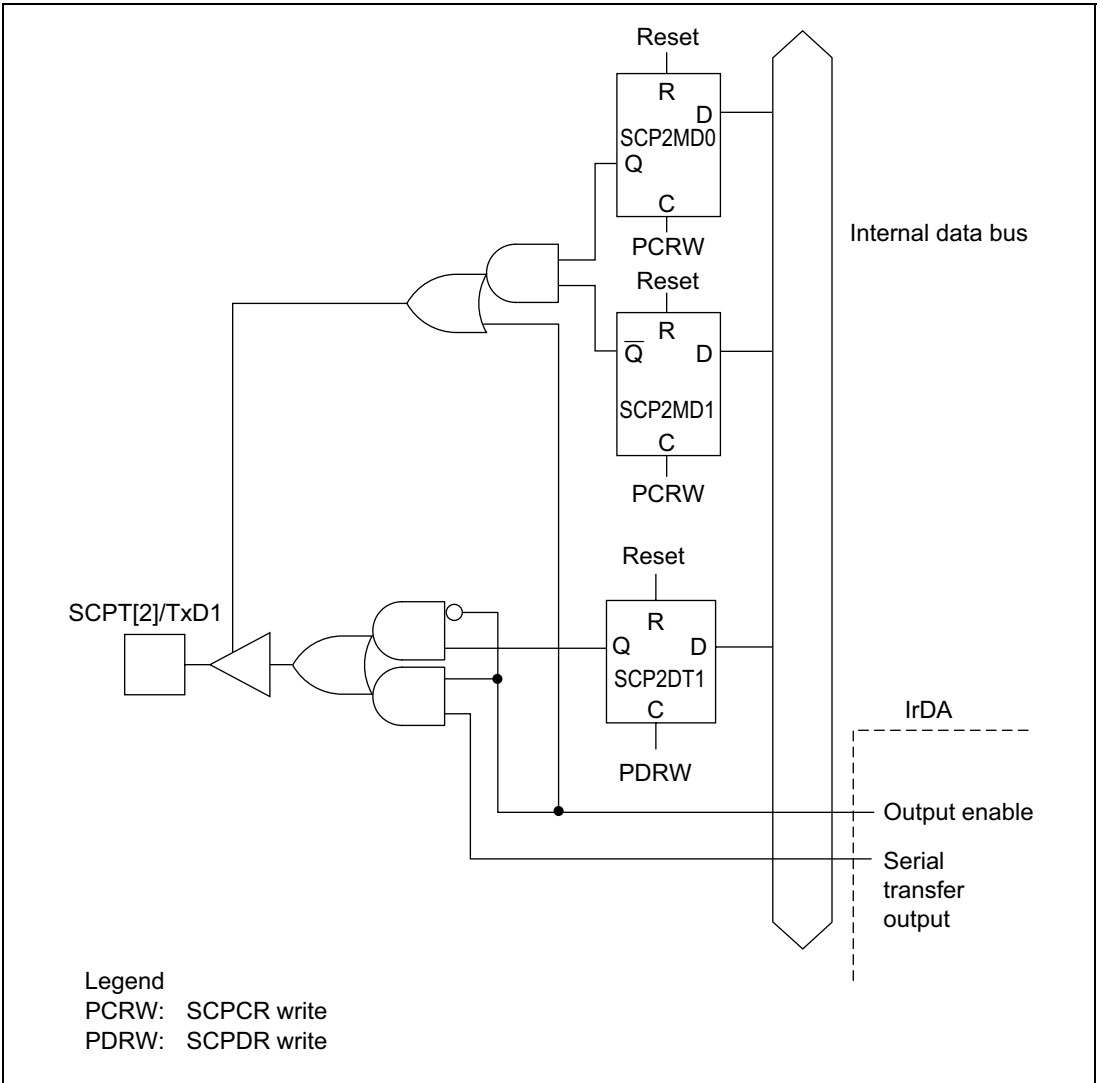 Reset
R
D
SCP2MD0
Q
C
PCRW
Internal data bus
Reset
R
Q̅ D
SCP2MD1
C
PCRW
Reset
SCPT[2]/TxD1
R
Q D
SCP2DT1
C
IrDA
PDRW
Output enable
Serial
transfer
output
Legend
PCRW: SCPCR write
PDRW: SCPDR write